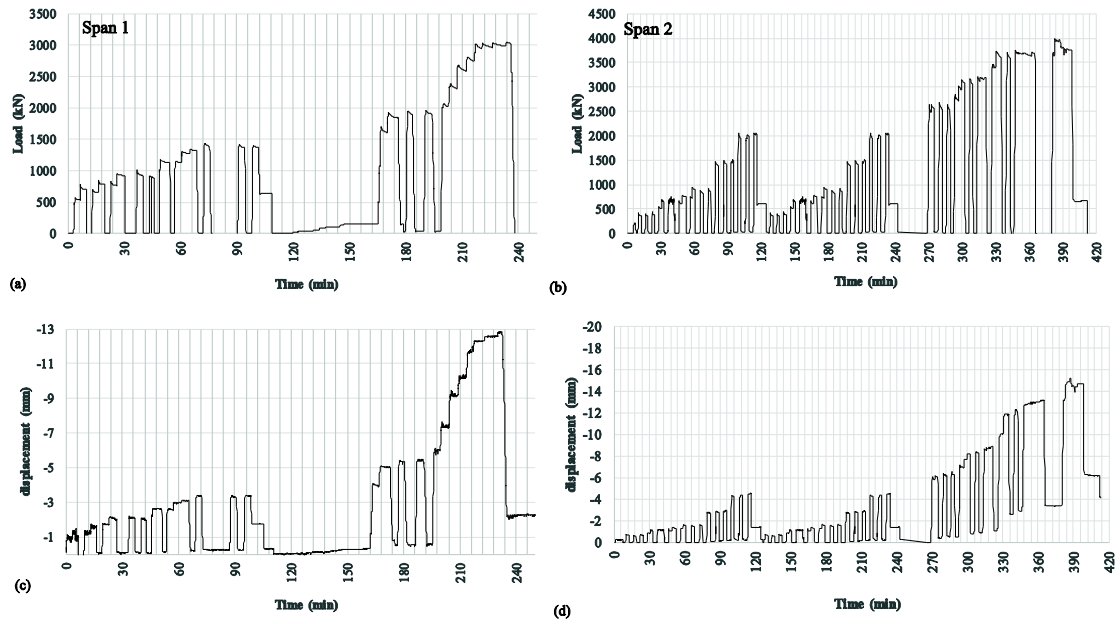 Span 1
3500
3000
2500
2000
1500
1000
500
0
Load (kN)
0 30 60 90 120 150 180 210 240
Time (min)
(a)
Span 2
4500
4000
3500
3000
2500
2000
1500
1000
500
0
Load (kN)
0 30 60 90 120 150 180 210 240 270 300 330 360 390 420
Time (min)
(b)
-13
-11
-9
-7
-5
-3
-1
displacement (mm)
0 30 60 90 120 150 180 210 240
Time (min)
(c)
-20
-18
-16
-14
-12
-10
-8
-6
-4
-2
0
displacement (mm)
0 30 60 90 120 150 180 210 240 270 300 330 360 390 420
Time (min)
(d)